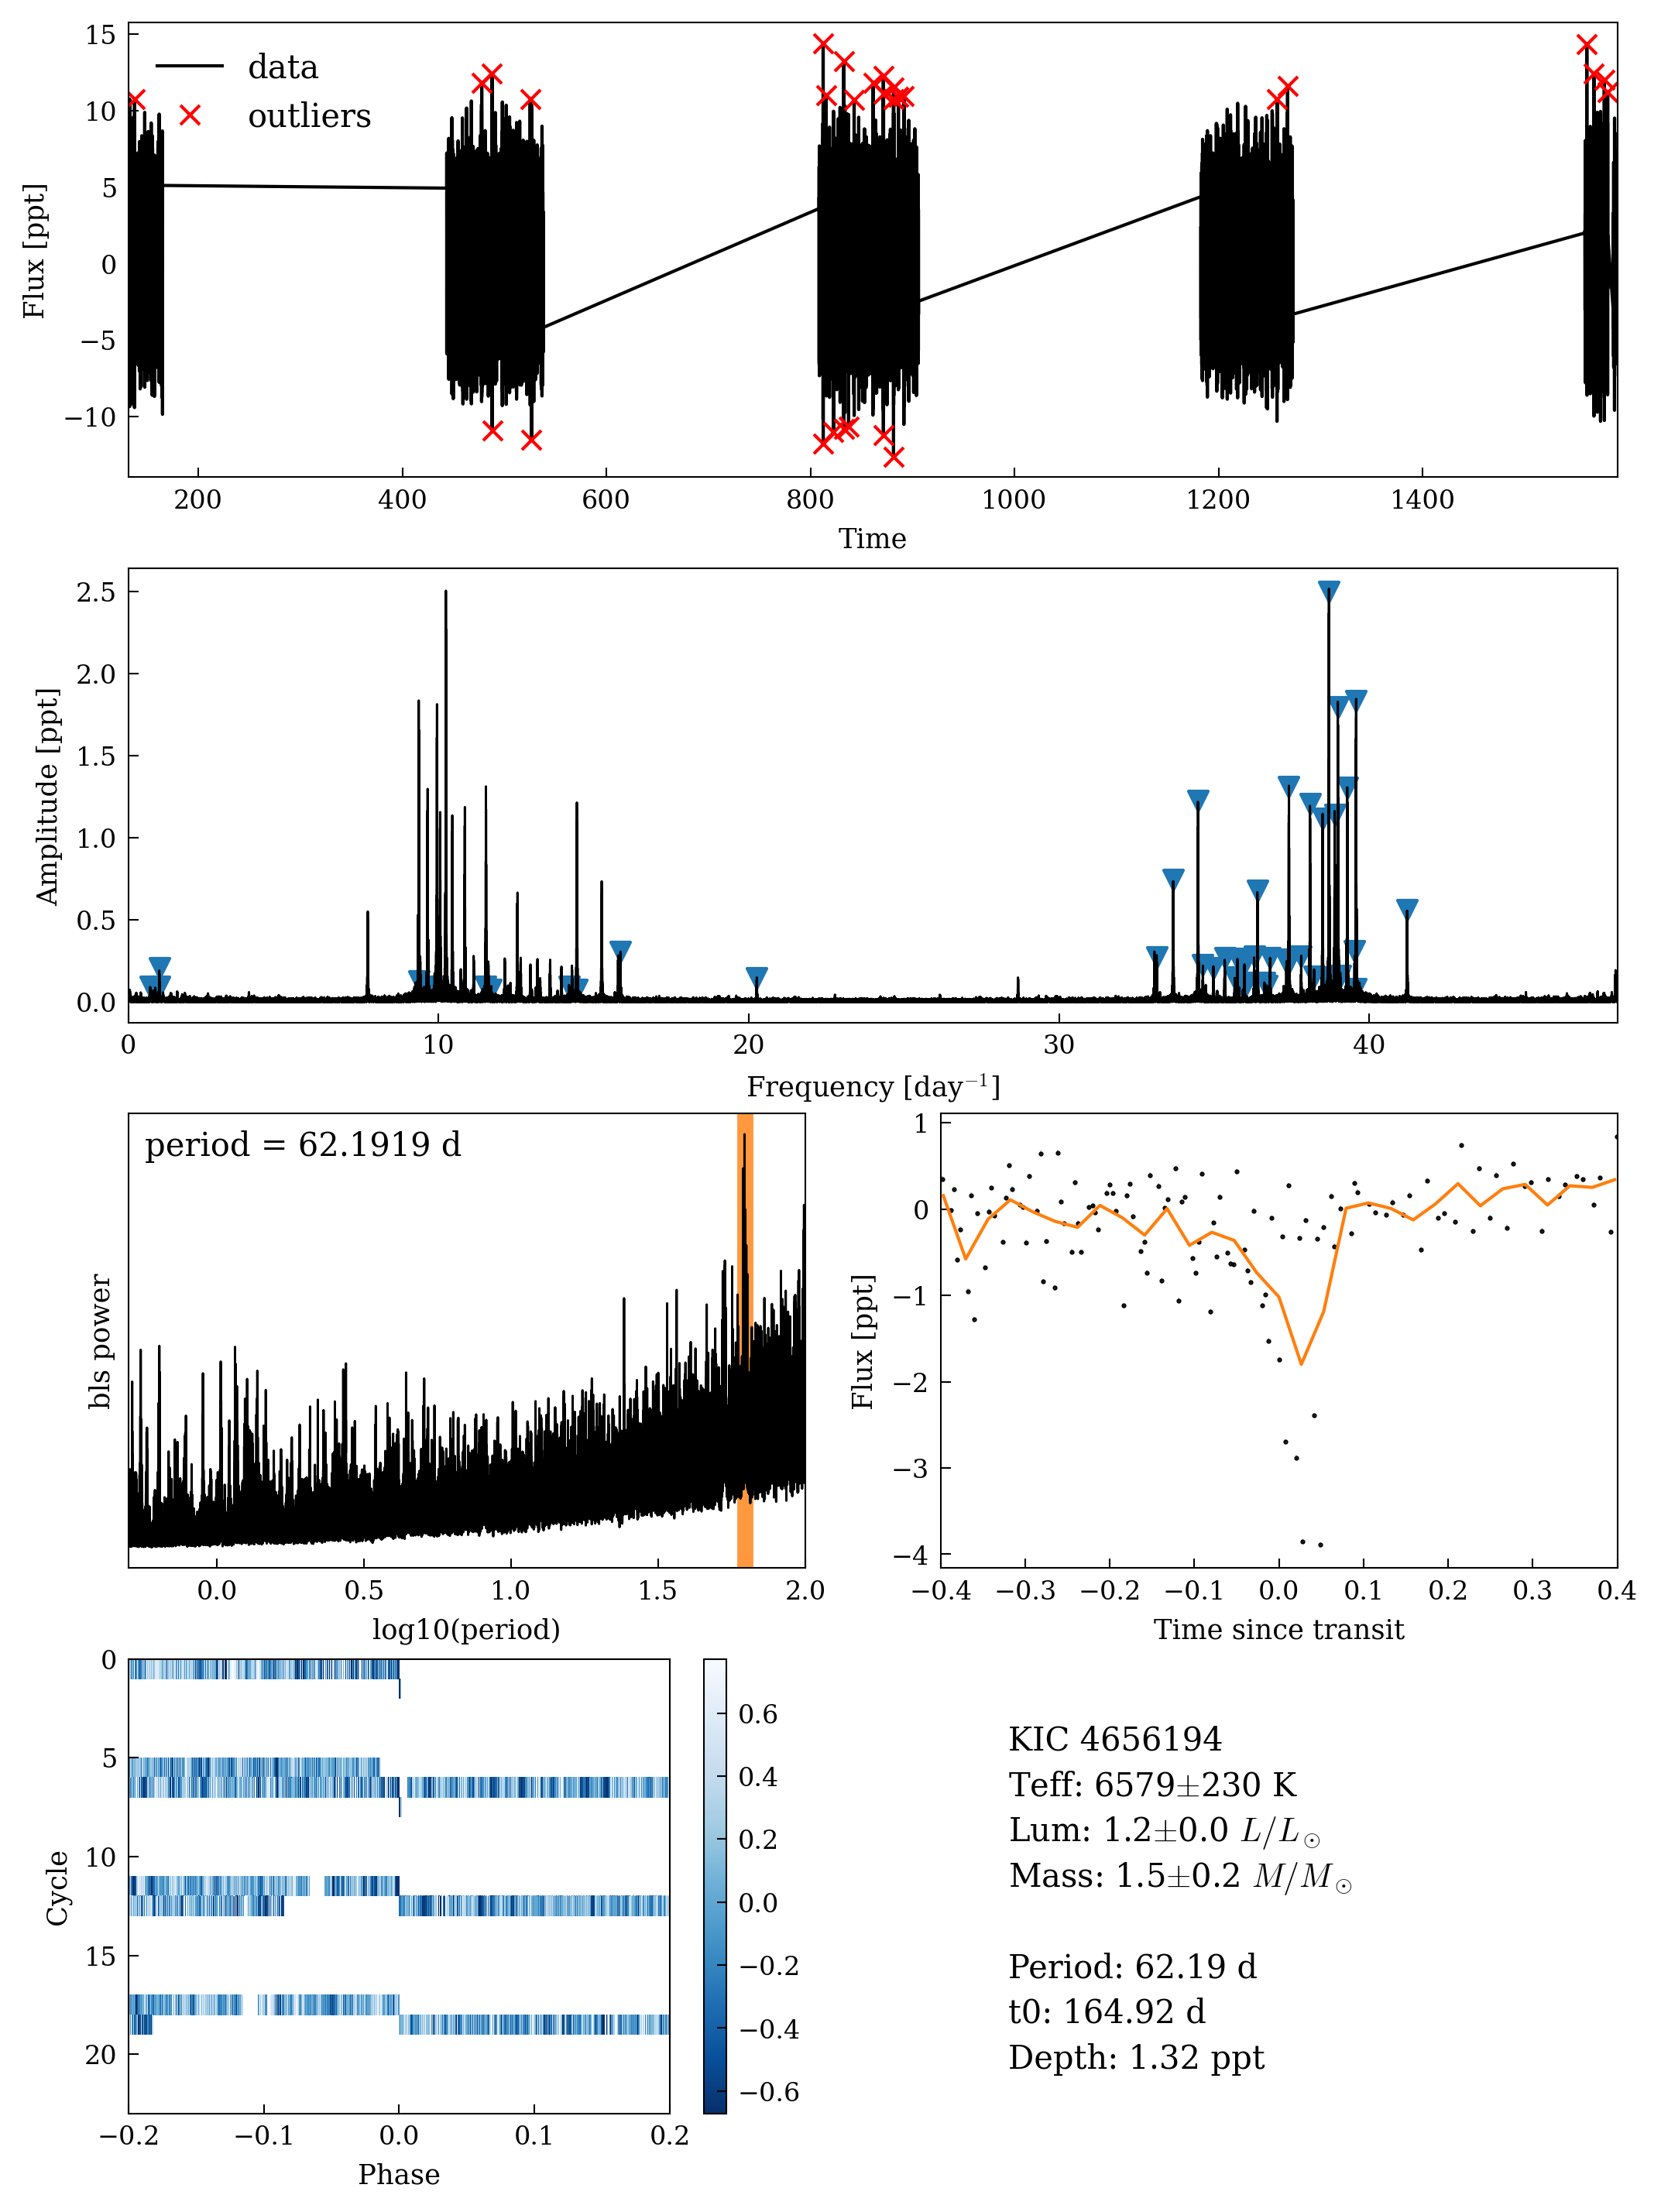 15
10
5
0
−5
−10
Flux [ppt]
data
outliers
200 400 600 800 1000 1200 1400
Time
2.5
2.0
1.5
1.0
0.5
0.0
Amplitude [ppt]
0 10 20 30 40
Frequency [day⁻¹]
period = 62.1919 d
bls power
0.0 0.5 1.0 1.5 2.0
log10(period)
1
0
−1
−2
−3
−4
Flux [ppt]
−0.4 −0.3 −0.2 −0.1 0.0 0.1 0.2 0.3 0.4
Time since transit
0
5
10
15
20
Cycle
−0.2 −0.1 0.0 0.1 0.2
Phase
0.6
0.4
0.2
0.0
−0.2
−0.4
−0.6
KIC 4656194
Teff: 6579±230 K
Lum: 1.2±0.0 L/L⊙
Mass: 1.5±0.2 M/M⊙
Period: 62.19 d
t0: 164.92 d
Depth: 1.32 ppt